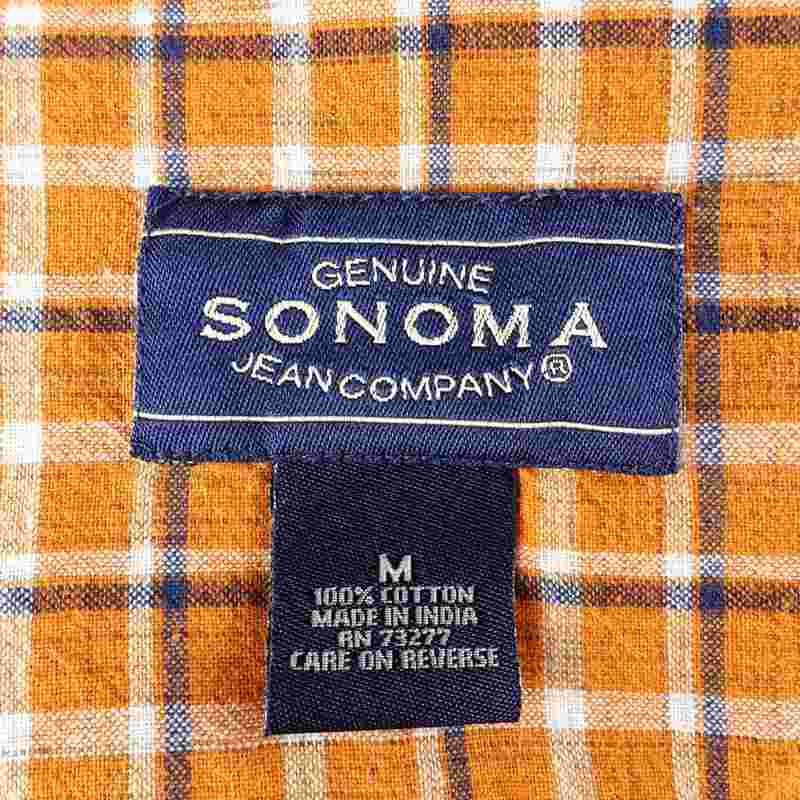 GENUINE
SONOMA
JEAN COMPANY®
M
100% COTTON
MADE IN INDIA
RN 73277
CARE ON REVERSE